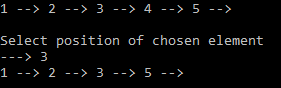 1 --> 2 --> 3 --> 4 --> 5 -->
Select position of chosen element
---> 3
1 --> 2 --> 3 --> 5 -->